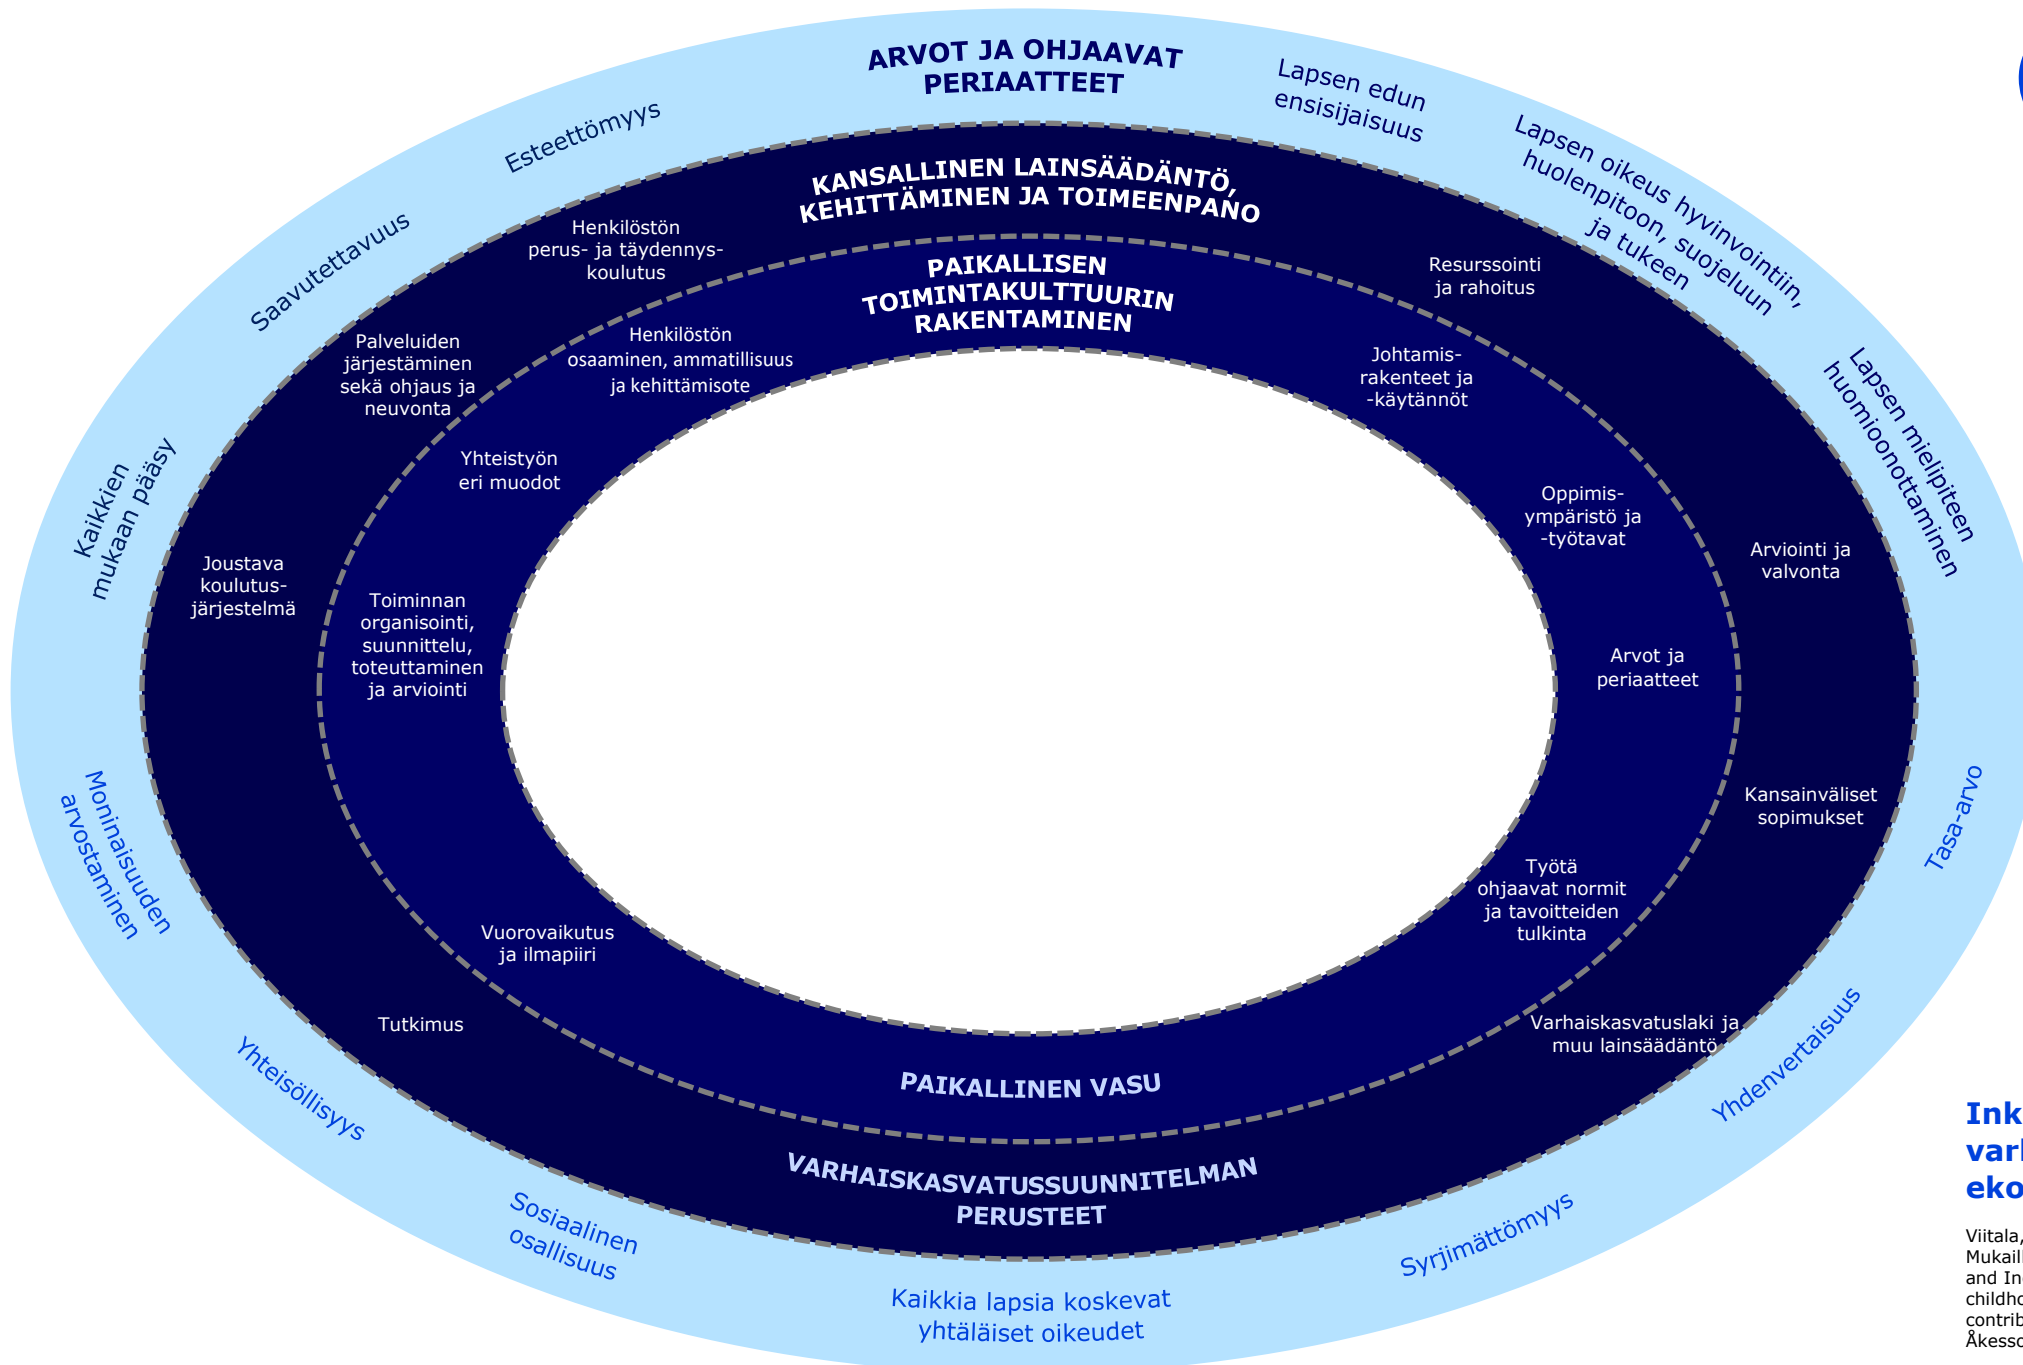 ARVOT JA OHJAAVAT
PERIAATTEET
Lapsen edun
ensisijaisuus
Lapsen oikeus hyvinvointiin,
huolenpitoon, suojeluun
ja tukeen
Lapsen mielipiteen
huomioonottaminen
Tasa-arvo
Yhdenvertaisuus
Syrjimättömyys
Kaikkia lapsia koskevat
yhtäläiset oikeudet
Sosiaalinen
osallisuus
Yhteisöllisyys
Moninaisuuden
arvostaminen
Kaikkien
mukaan pääsy
Saavutettavuus
Esteettömyys
KANSALLINEN LAINSÄÄDÄNTÖ,
KEHITTÄMINEN JA TOIMEENPANO
Resurssointi
ja rahoitus
Arviointi ja
valvonta
Kansainväliset
sopimukset
Varhaiskasvatuslaki ja
muu lainsäädäntö
VARHAISKASVATUSSUUNNITELMAN
PERUSTEET
Tutkimus
Joustava
koulutus-
järjestelmä
Palveluiden
järjestäminen
sekä ohjaus ja
neuvonta
Henkilöstön
perus- ja täydennys-
koulutus
PAIKALLISEN
TOIMINTAKULTTUURIN
RAKENTAMINEN
Johtamis-
rakenteet ja
-käytännöt
Oppimis-
ympäristö ja
-työtavat
Arvot ja
periaatteet
Työtä
ohjaavat normit
ja tavoitteiden
tulkinta
PAIKALLINEN VASU
Vuorovaikutus
ja ilmapiiri
Toiminnan
organisointi,
suunnittelu,
toteuttaminen
ja arviointi
Yhteistyön
eri muodot
Henkilöstön
osaaminen, ammatillisuus
ja kehittämisote
Viitala,
and